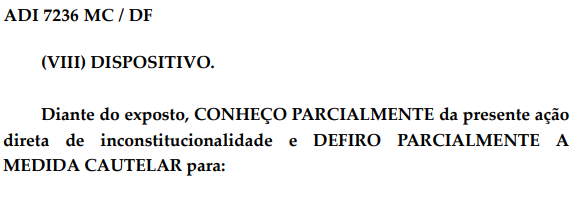 ADI 7236 MC / DF
(VIII) DISPOSITIVO.
Diante do exposto, CONHEÇO PARCIALMENTE da presente ação
direta de inconstitucionalidade e DEFIRO PARCIALMENTE A
MEDIDA CAUTELAR para: